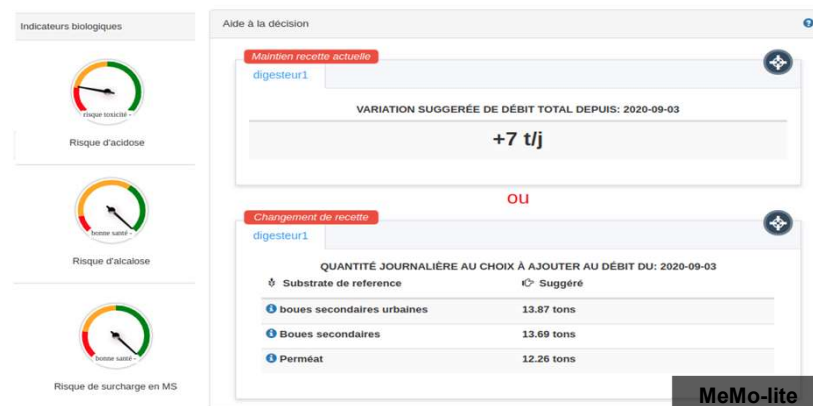 Indicateurs biologiques
risque toxicité -
Risque d'acidose
bonne santé -
Risque d'alcalose
bonne santé -
Risque de surcharge en MS
Aide à la décision
Maintien recette actuelle
digesteur1
VARIATION SUGGERÉE DE DÉBIT TOTAL DEPUIS: 2020-09-03
+7 t/j
ou
Changement de recette
digesteur1
QUANTITÉ JOURNALIÈRE AU CHOIX À AJOUTER AU DÉBIT DU: 2020-09-03
Substrate de reference Suggéré
boues secondaires urbaines 13.87 tons
Boues secondaires 13.69 tons
Perméat 12.26 tons
MeMo-lite